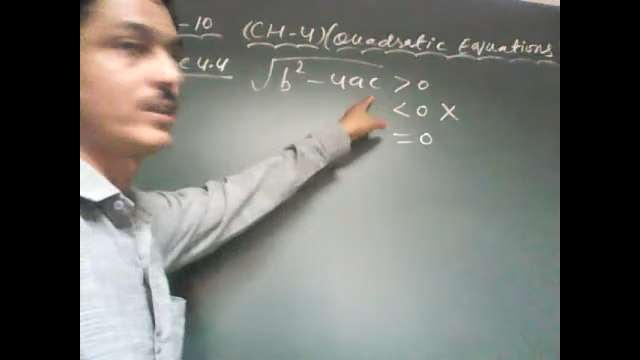 -10 (CH-4)(Quadratic Equations
4.4 √b²-4ac > 0
< 0 X
= 0